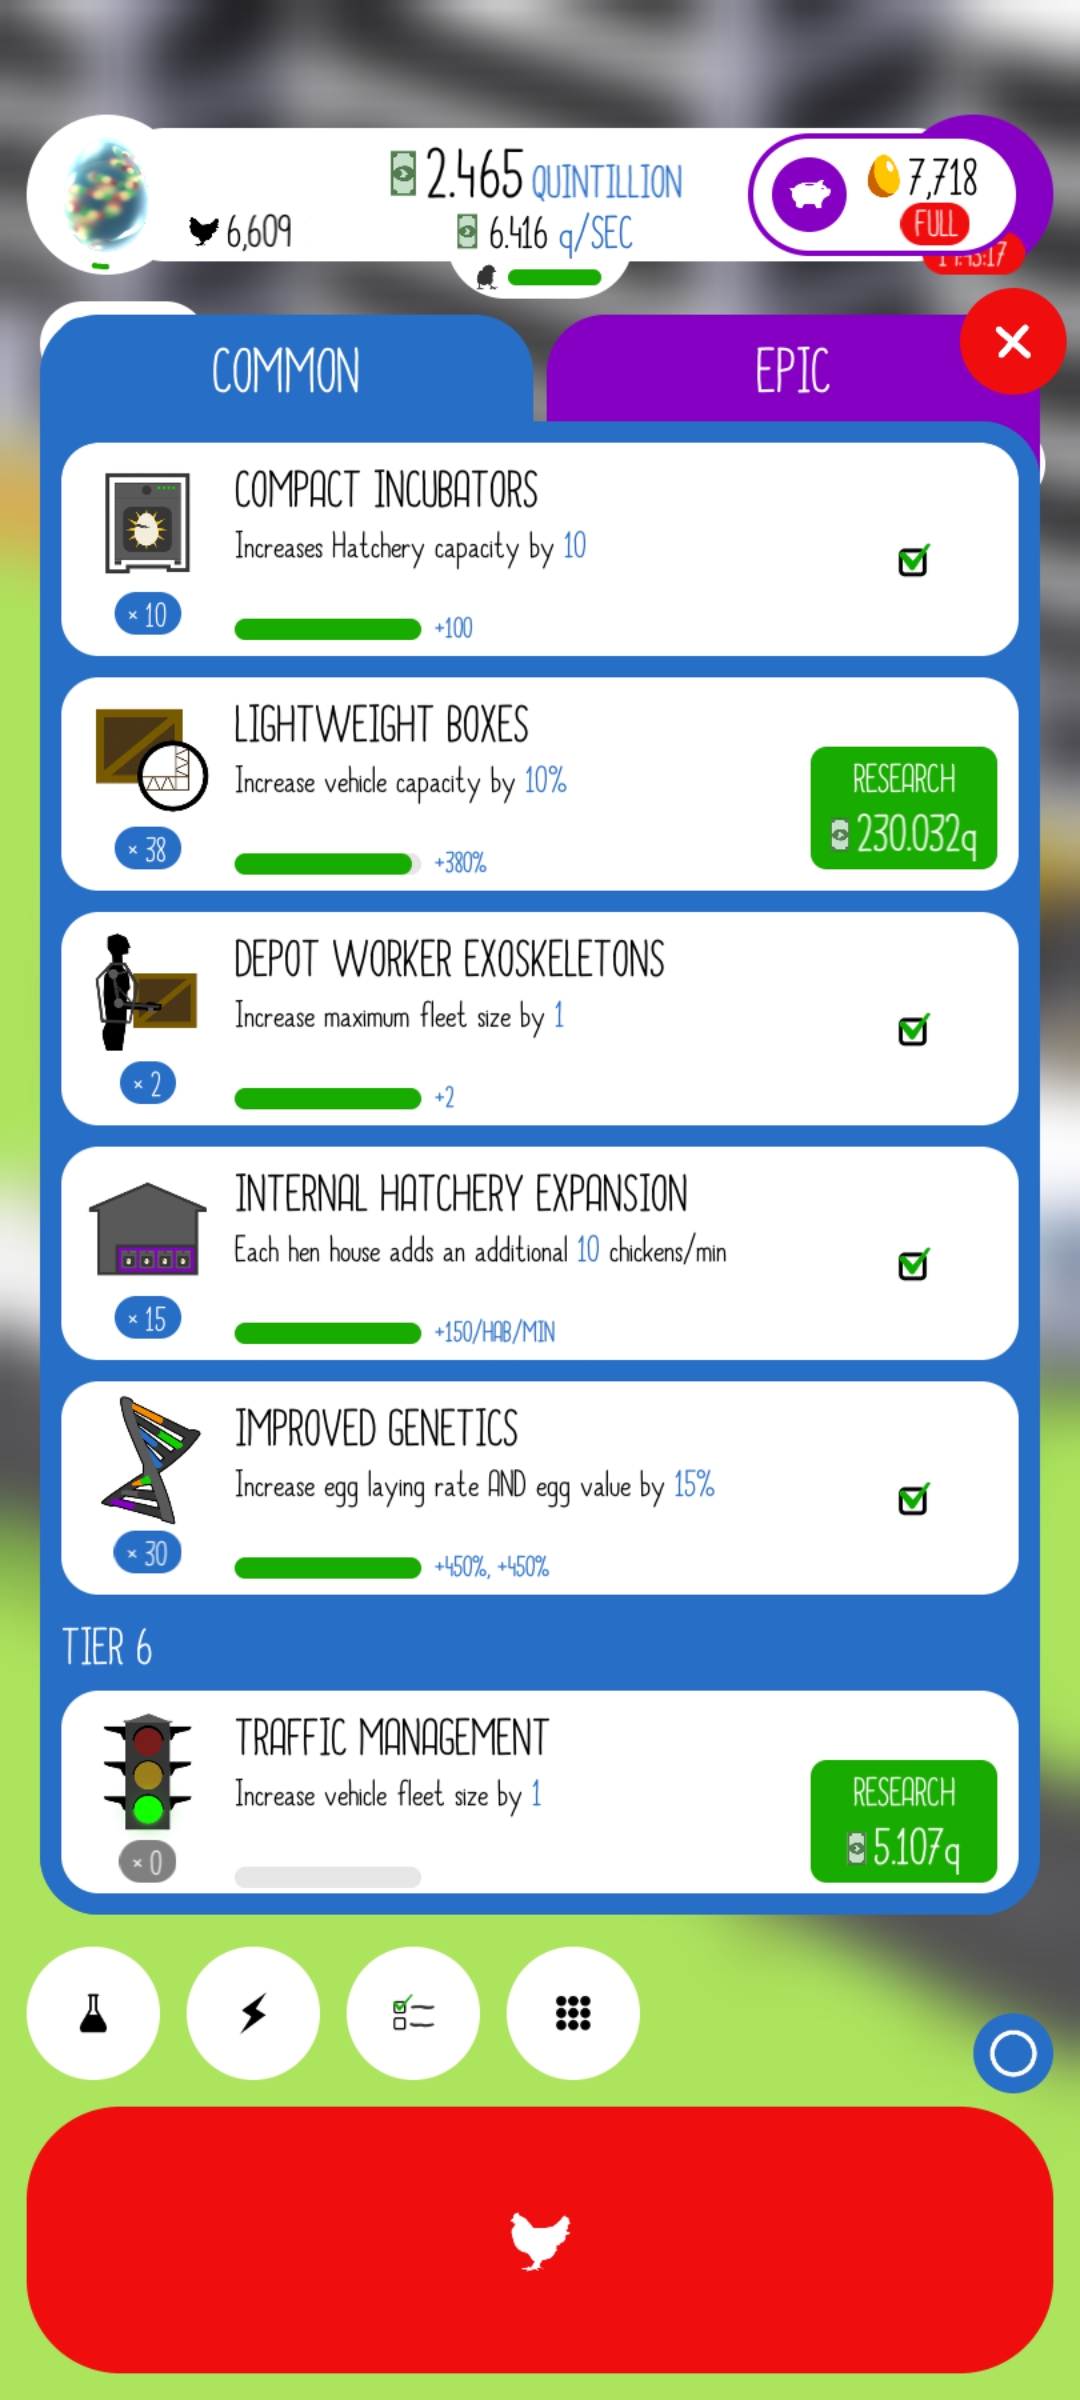 2.465 QUINTILLION
6,609
6.416 q/SEC
7,718
FULL
COMMON
EPIC
COMPACT INCUBATORS
Increases Hatchery capacity by 10
× 10
+100
LIGHTWEIGHT BOXES
Increase vehicle capacity by 10%
RESEARCH
230.032q
× 38
+380%
DEPOT WORKER EXOSKELETONS
Increase maximum fleet size by 1
× 2
+2
INTERNAL HATCHERY EXPANSION
Each hen house adds an additional 10 chickens/min
× 15
+150/HAB/MIN
IMPROVED GENETICS
Increase egg laying rate AND egg value by 15%
× 30
+450%, +450%
TIER 6
TRAFFIC MANAGEMENT
Increase vehicle fleet size by 1
RESEARCH
5.107q
× 0